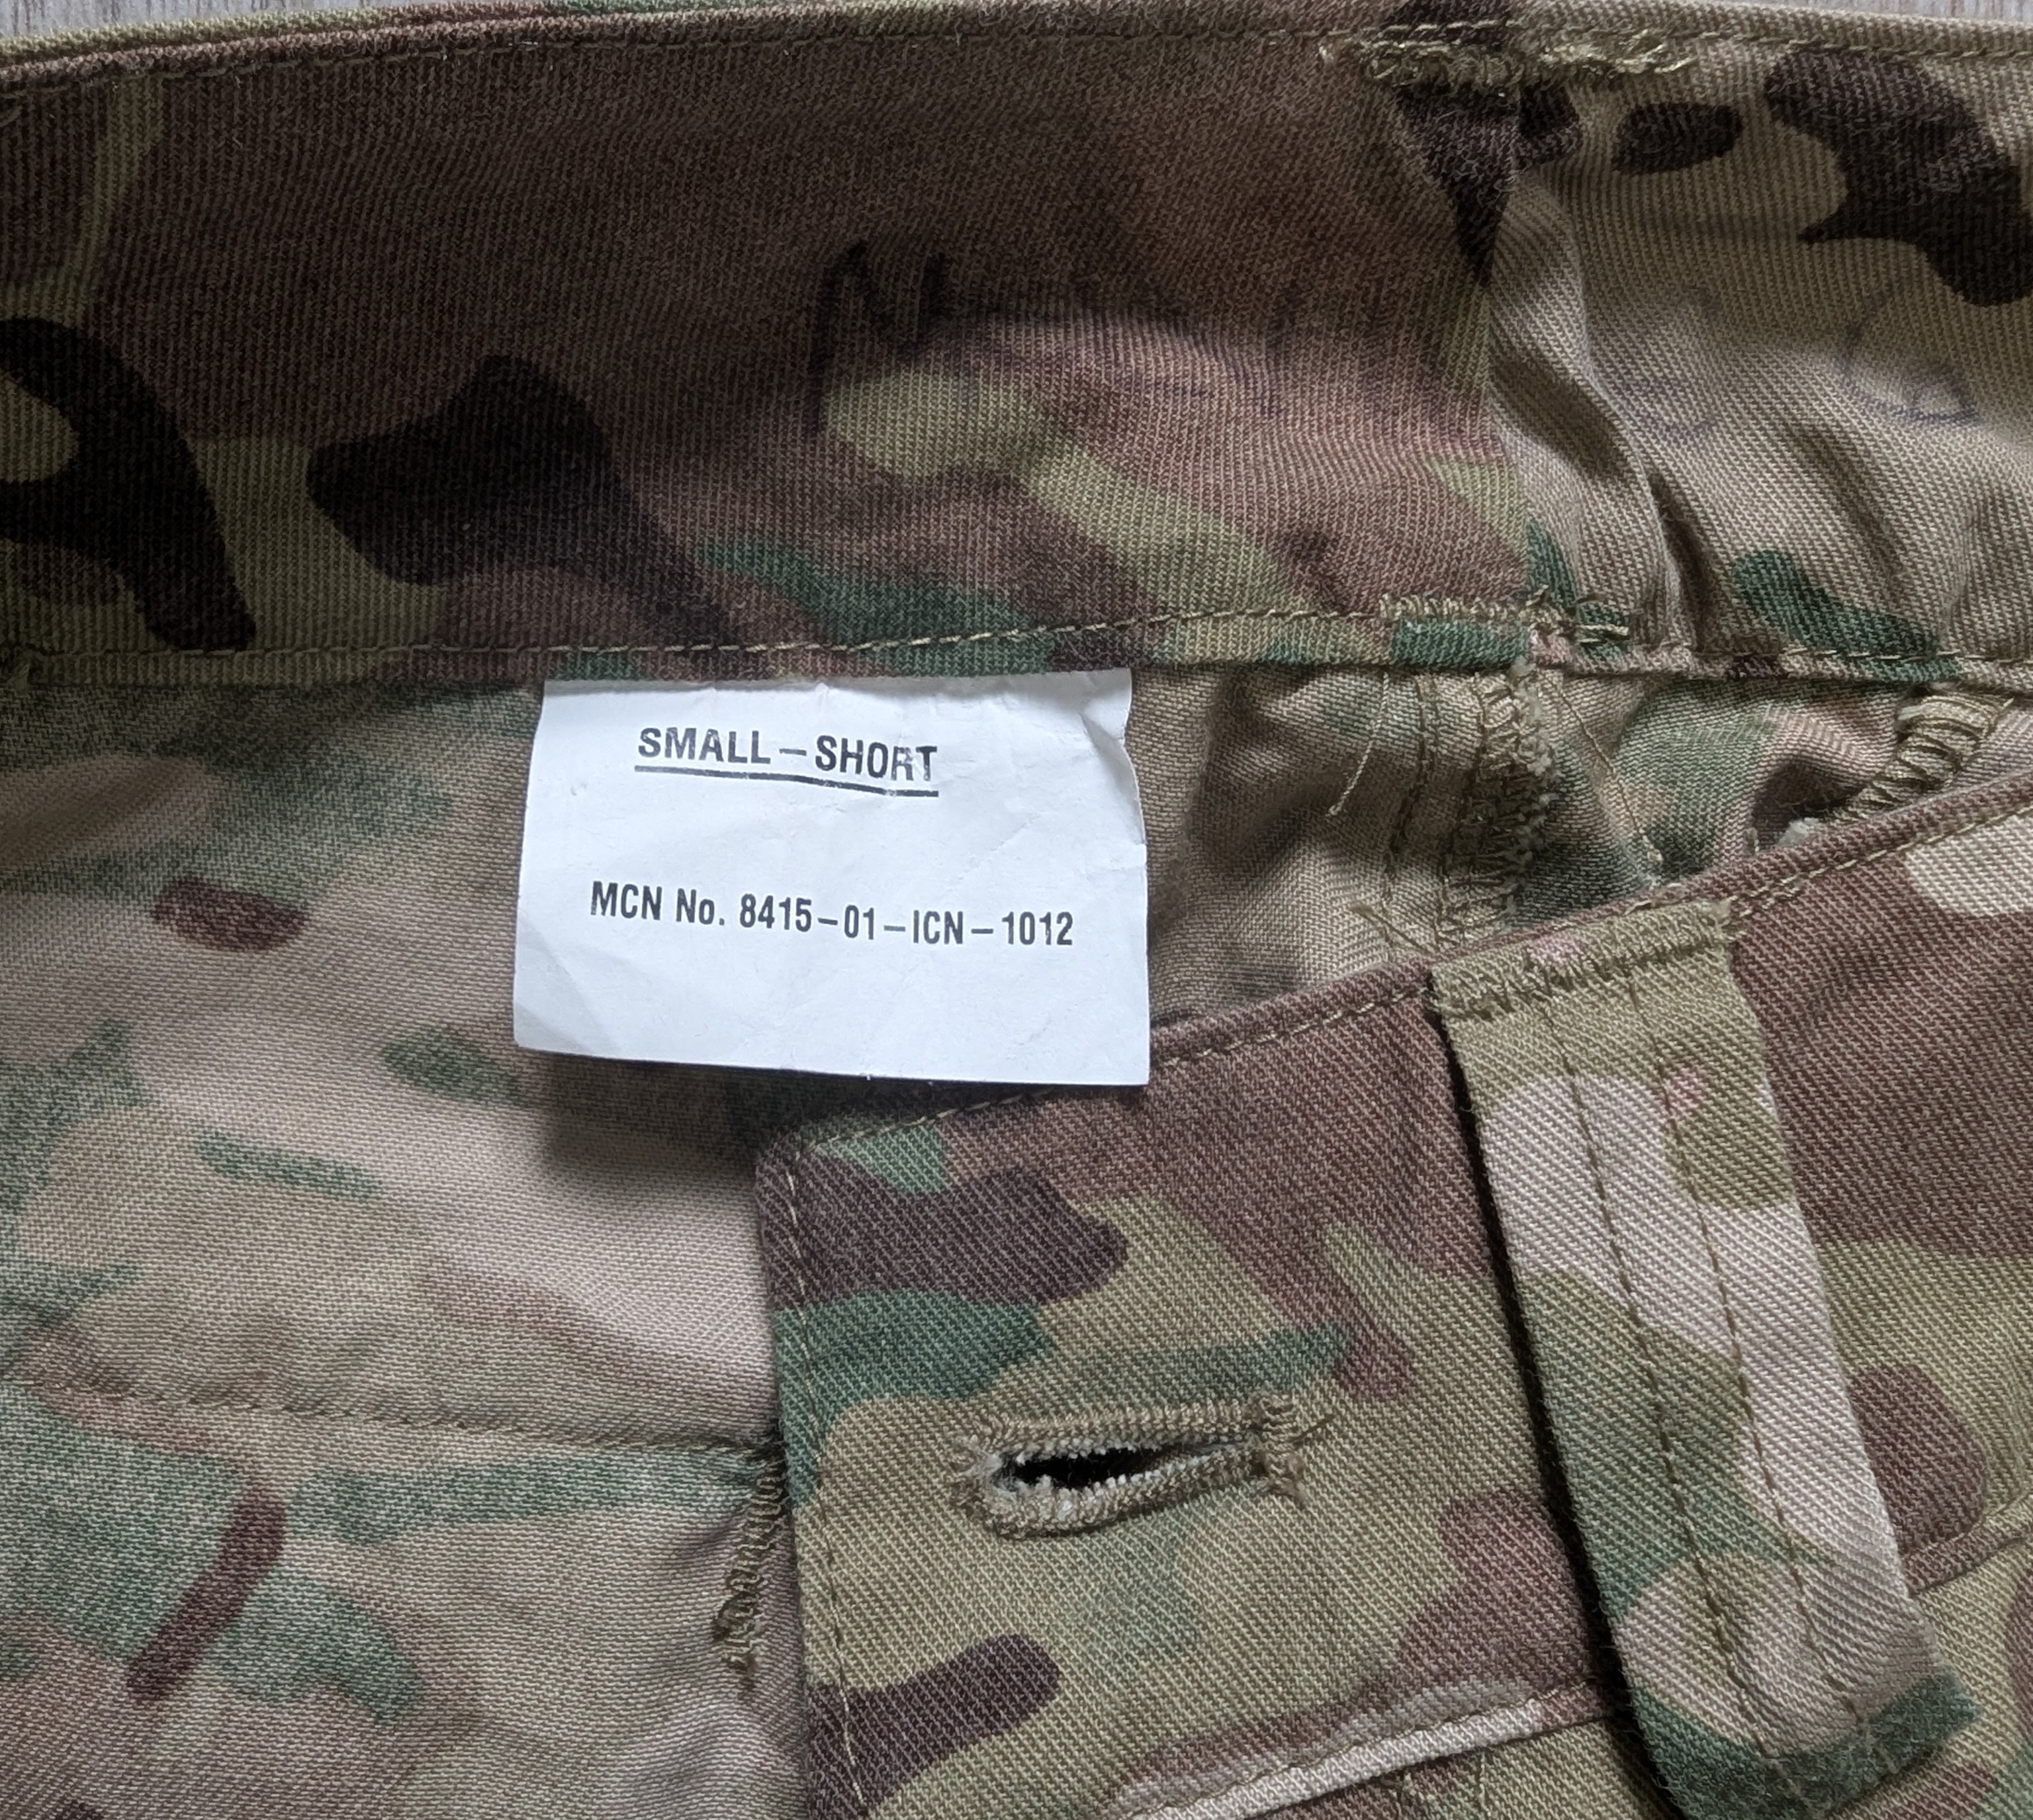 SMALL – SHORT
MCN No. 8415–01–ICN–1012